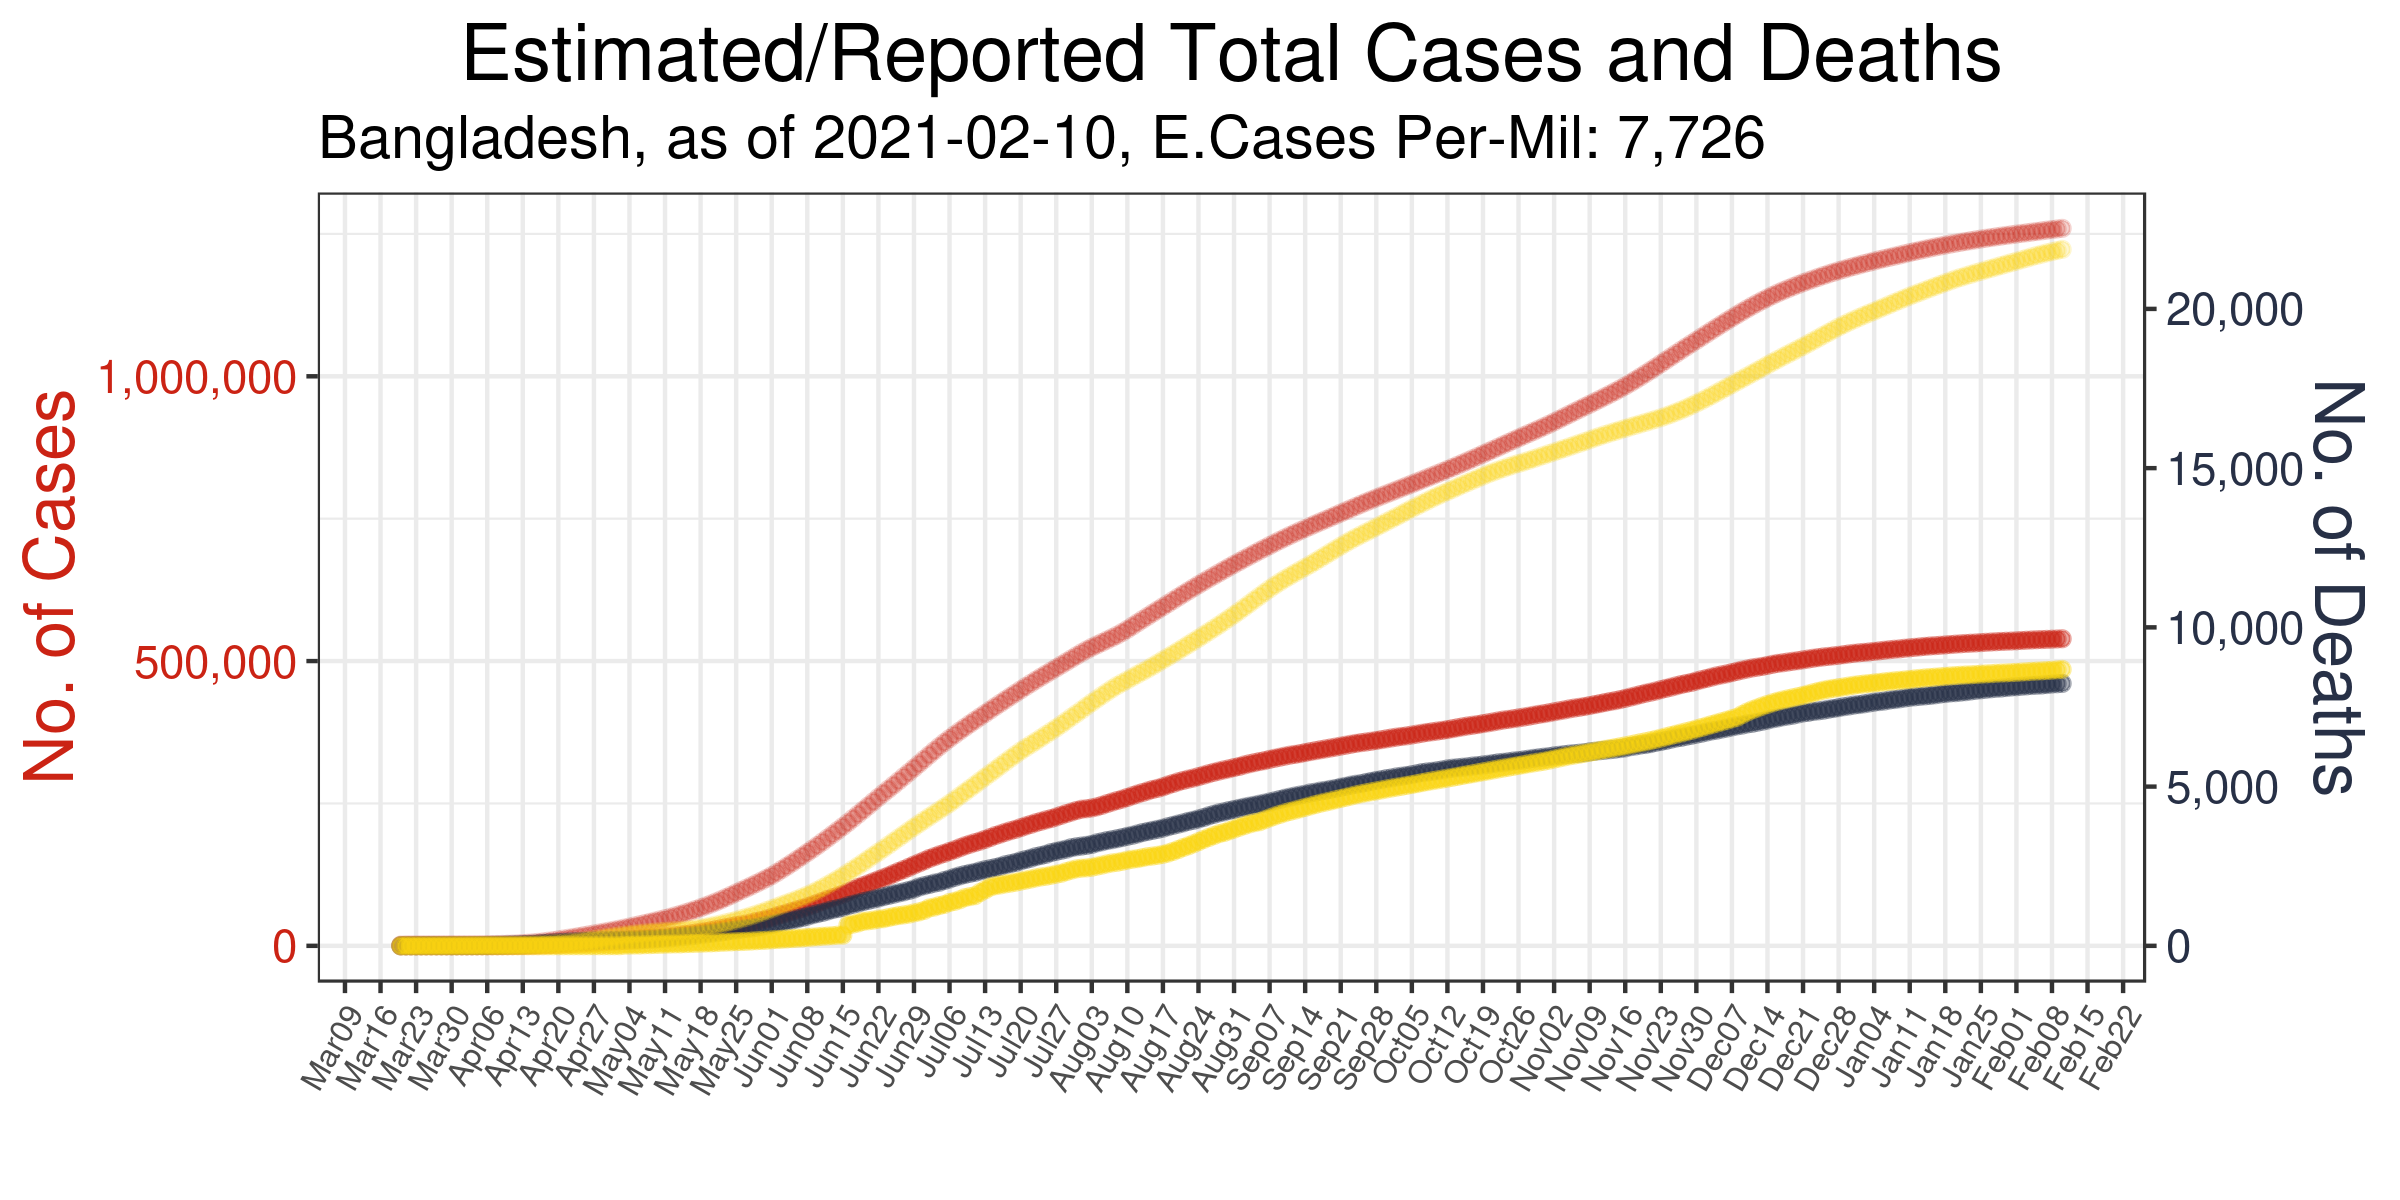 Estimated/Reported Total Cases and Deaths
Bangladesh, as of 2021-02-10, E.Cases Per-Mil: 7,726
No. of Cases
1,000,000
500,000
0
20,000
15,000
10,000
5,000
0
No. of Deaths
Mar09 Mar16 Mar23 Mar30 Apr06 Apr13 Apr20 Apr27 May04 May11 May18 May25 Jun01 Jun08 Jun15 Jun22 Jun29 Jul06 Jul13 Jul20 Jul27 Aug03 Aug10 Aug17 Aug24 Aug31 Sep07 Sep14 Sep21 Sep28 Oct05 Oct12 Oct19 Oct26 Nov02 Nov09 Nov16 Nov23 Nov30 Dec07 Dec14 Dec21 Dec28 Jan04 Jan11 Jan18 Jan25 Feb01 Feb08 Feb15 Feb22